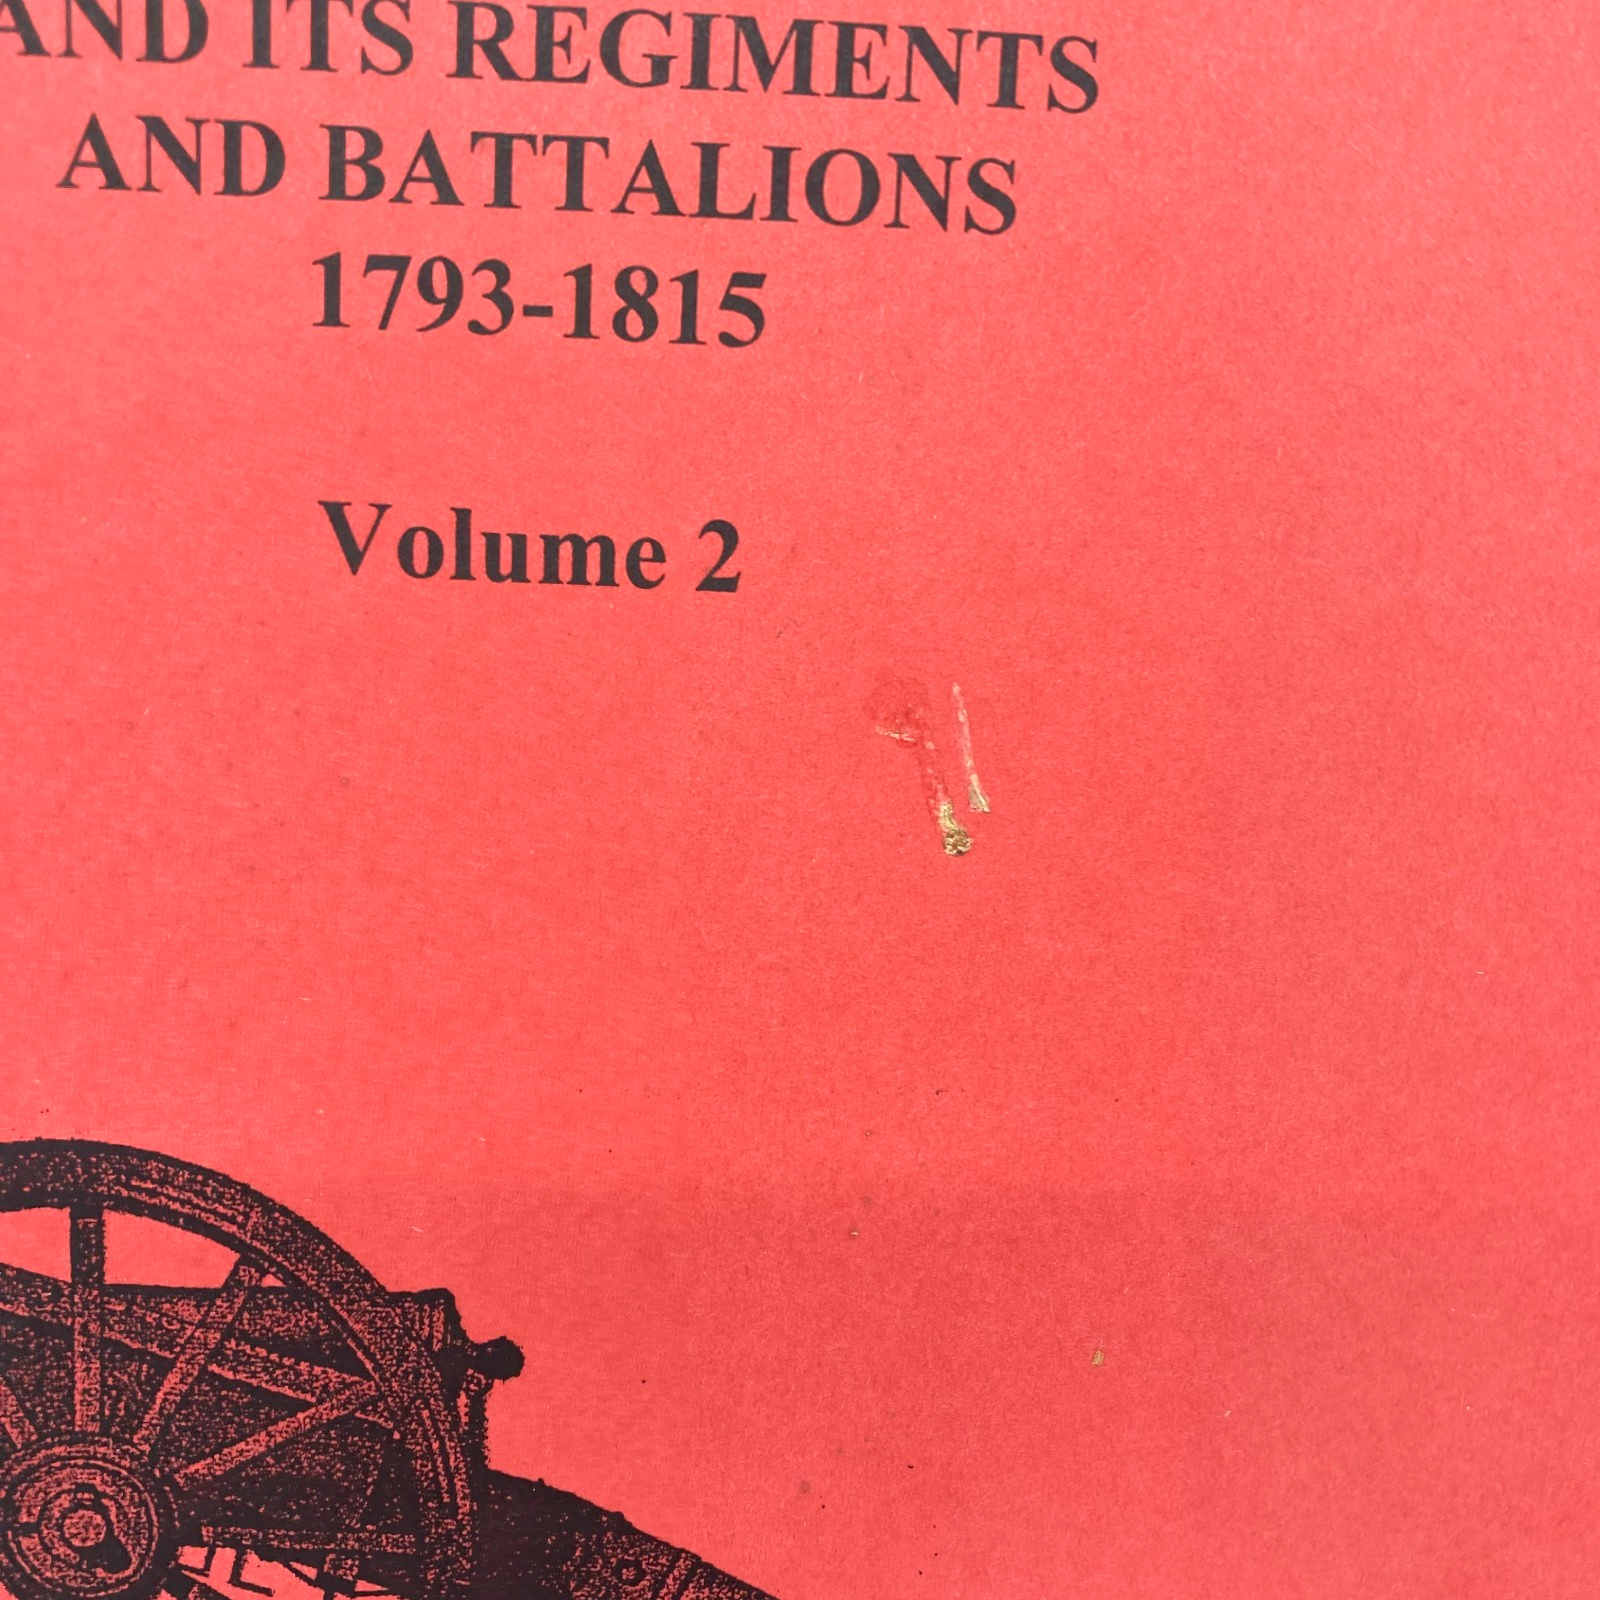 AND ITS REGIMENTS
AND BATTALIONS
1793-1815
Volume 2